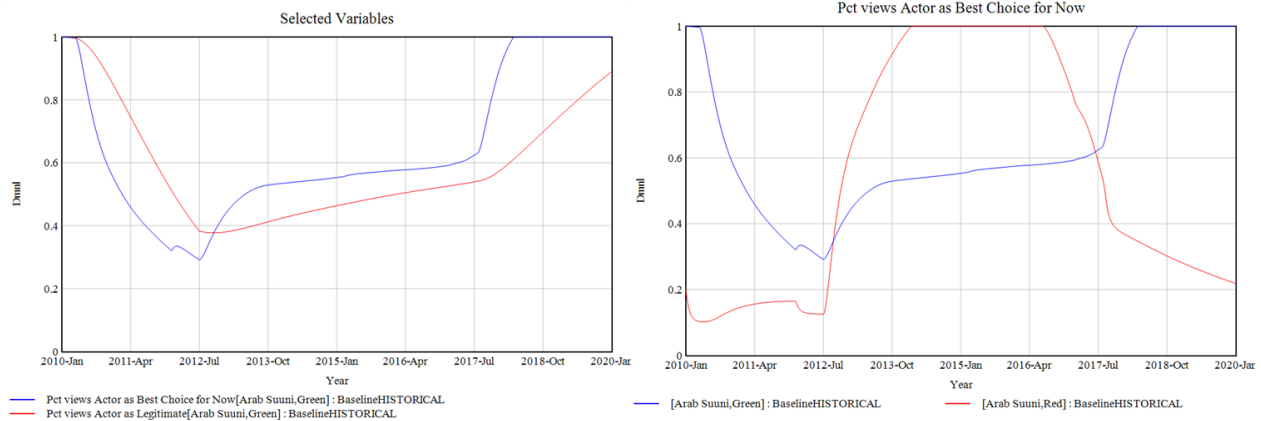 Selected Variables
1
0.8
0.6
0.4
0.2
0
Dmnl
2010-Jan 2011-Apr 2012-Jul 2013-Oct 2015-Jan 2016-Apr 2017-Jul 2018-Oct 2020-Jan
Year
Pct views Actor as Best Choice for Now[Arab Suuni,Green] : BaselineHISTORICAL
Pct views Actor as Legitimate[Arab Suuni,Green] : BaselineHISTORICAL
Pct views Actor as Best Choice for Now
1
0.8
0.6
0.4
0.2
0
Dmnl
2010-Jan 2011-Apr 2012-Jul 2013-Oct 2015-Jan 2016-Apr 2017-Jul 2018-Oct 2020-Jan
Year
[Arab Suuni,Green] : BaselineHISTORICAL [Arab Suuni,Red] : BaselineHISTORICAL